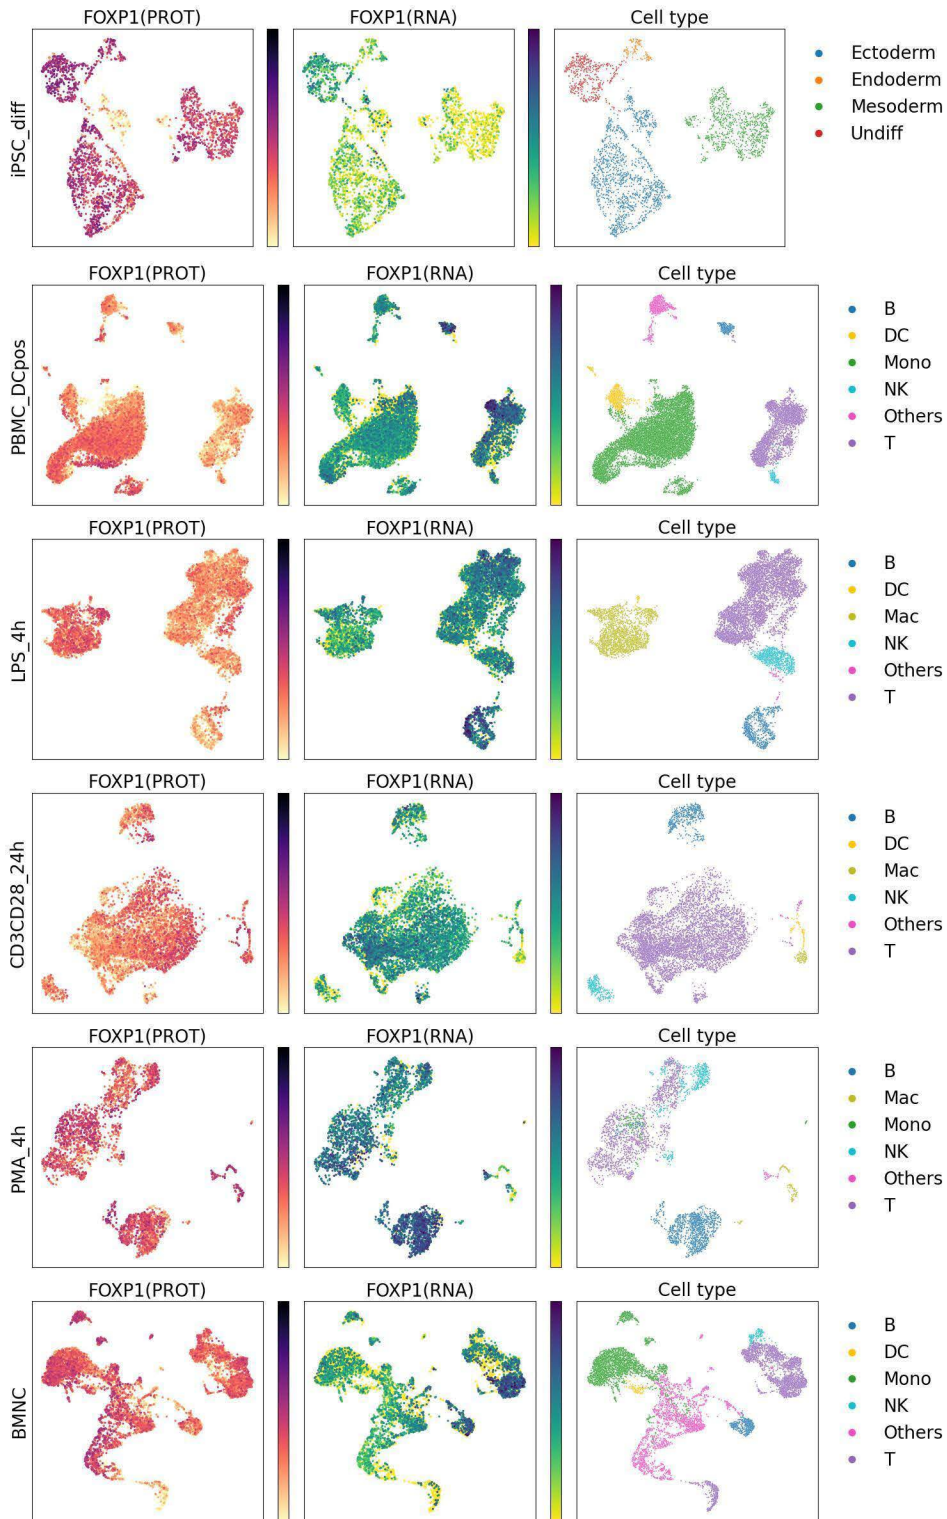 FOXP1(PROT) FOXP1(RNA) Cell type
iPSC_diff
Ectoderm
Endoderm
Mesoderm
Undiff
FOXP1(PROT) FOXP1(RNA) Cell type
PBMC_DCpos
B
DC
Mono
NK
Others
T
FOXP1(PROT) FOXP1(RNA) Cell type
LPS_4h
B
DC
Mac
NK
Others
T
FOXP1(PROT) FOXP1(RNA) Cell type
CD3CD28_24h
B
DC
Mac
NK
Others
T
FOXP1(PROT) FOXP1(RNA) Cell type
PMA_4h
B
Mac
Mono
NK
Others
T
FOXP1(PROT) FOXP1(RNA) Cell type
BMNC
B
DC
Mono
NK
Others
T